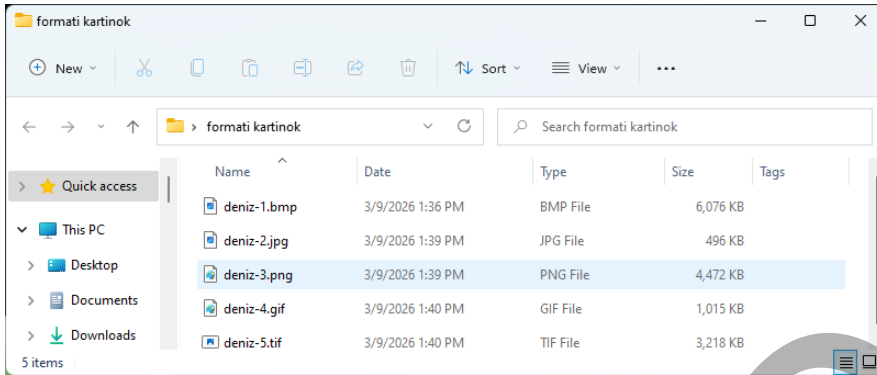 formati kartinok
New Sort View ...
formati kartinok Search formati kartinok
Name Date Type Size Tags
Quick access
deniz-1.bmp 3/9/2026 1:36 PM BMP File 6,076 KB
This PC
deniz-2.jpg 3/9/2026 1:39 PM JPG File 496 KB
Desktop
deniz-3.png 3/9/2026 1:39 PM PNG File 4,472 KB
Documents
deniz-4.gif 3/9/2026 1:40 PM GIF File 1,015 KB
Downloads
deniz-5.tif 3/9/2026 1:40 PM TIF File 3,218 KB
5 items